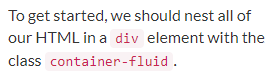 To get started, we should nest all of
our HTML in a div element with the
class container-fluid.